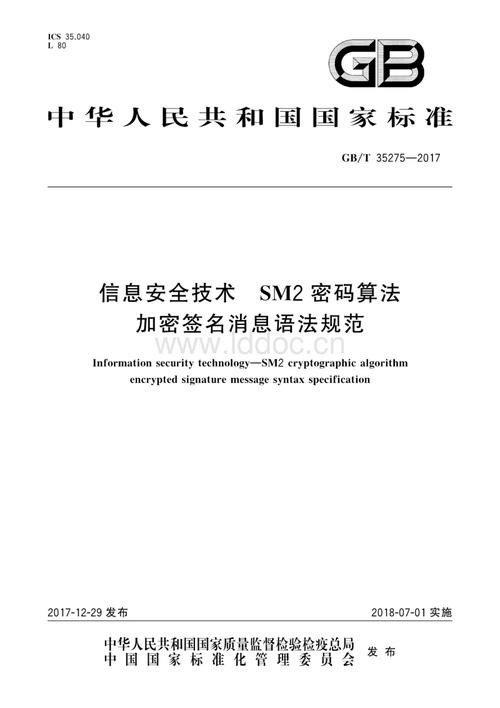 ICS 35.040
L 80
GB
中华人民共和国国家标准
GB/T 35275—2017
信息安全技术 SM2密码算法
加密签名消息语法规范
www.lddoc.cn
Information security technology—SM2 cryptographic algorithm
encrypted signature message syntax specification
2017-12-29 发布
2018-07-01 实施
中华人民共和国国家质量监督检验检疫总局
中国国家标准化管理委员会
发布